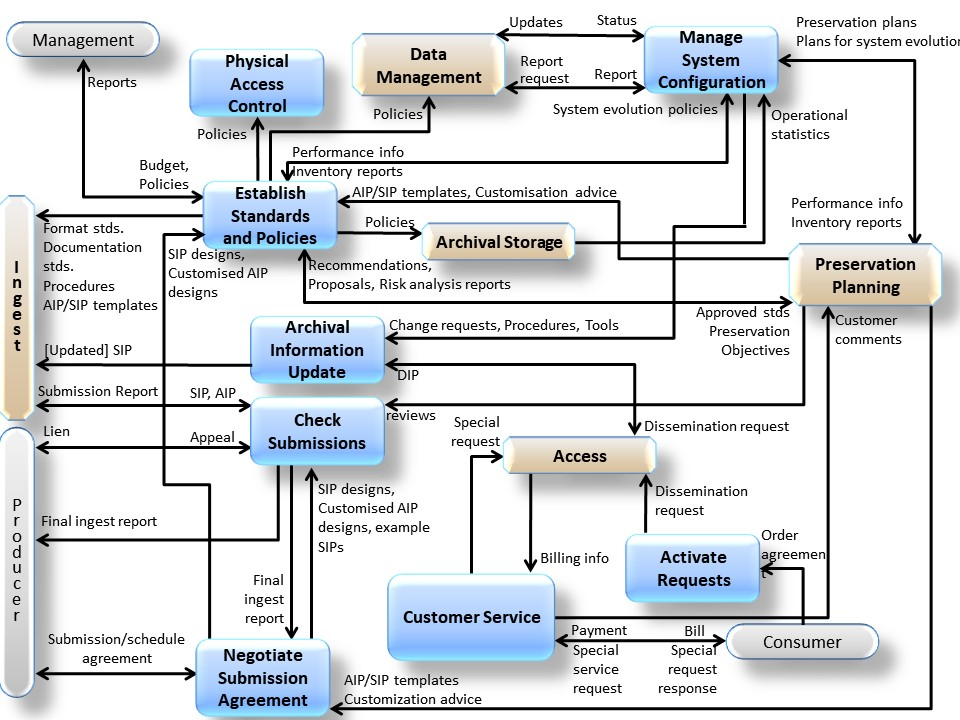 Management
Physical
Access
Control
Data
Management
Manage
System
Configuration
Updates
Status
Report
request
Report
Preservation plans
Plans for system evolution
Reports
Policies
Policies
System evolution policies
Operational
statistics
Performance info
Inventory reports
Budget,
Policies
Establish
Standards
and Policies
AIP/SIP templates, Customisation advice
Policies
Archival Storage
Performance info
Inventory reports
Ingest
Format stds.
Documentation
stds.
Procedures
AIP/SIP templates
SIP designs,
Customised AIP
designs
Recommendations,
Proposals, Risk analysis reports
Preservation
Planning
Approved stds
Preservation
Objectives
Customer
comments
Archival
Information
Update
Change requests, Procedures, Tools
[Updated] SIP
DIP
Submission Report
SIP, AIP
Check
Submissions
reviews
Special
request
Dissemination request
Lien
Appeal
Access
Producer
SIP designs,
Customised AIP
designs, example
SIPs
Dissemination
request
Final ingest report
Order
agreemen
t
Activate
Requests
Billing info
Final
ingest
report
Customer Service
Payment
Bill
Consumer
Special
service
request
Special
request
response
Submission/schedule
agreement
Negotiate
Submission
Agreement
AIP/SIP templates
Customization advice